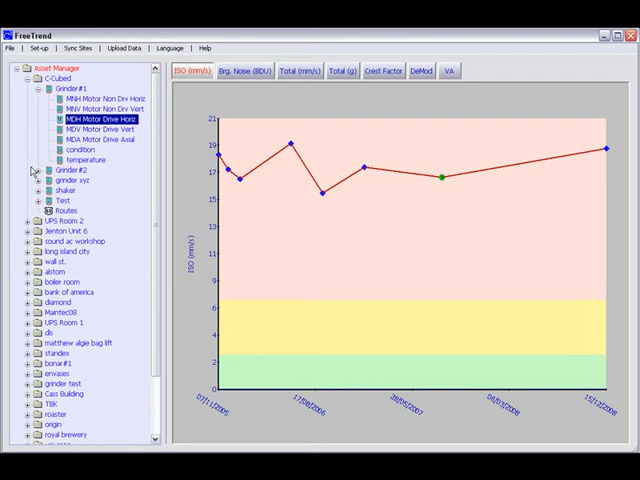 FreeTrend
File Set-up Sync Sites Upload Data Language Help
Asset Manager
C-Cubed
Grinder#1
MNH Motor Non Drv Horiz
MNV Motor Non Drv Vert
MDH Motor Drive Horiz
MDV Motor Drive Vert
MDA Motor Drive Axial
condition
temperature
Grinder#2
grinder xyz
shaker
Test
Routes
UPS Room 2
Jenton Unit 6
sound ac workshop
long island city
wall st.
alstom
boiler room
bank of america
diamond
Maintec08
UPS Room 1
dls
matthew algie bag lift
standex
bonar#1
envases
grinder test
Cass Building
TBK
roaster
origin
royal brewery
ISO (mm/s) Brg. Noise (BDU) Total (mm/s) Total (g) Crest Factor DeMod VA
21
19
17
15
13
11
9
6
4
2
0
ISO (mm/s)
07/11/2005 17/08/2006 28/05/2007 06/03/2008 15/12/2008